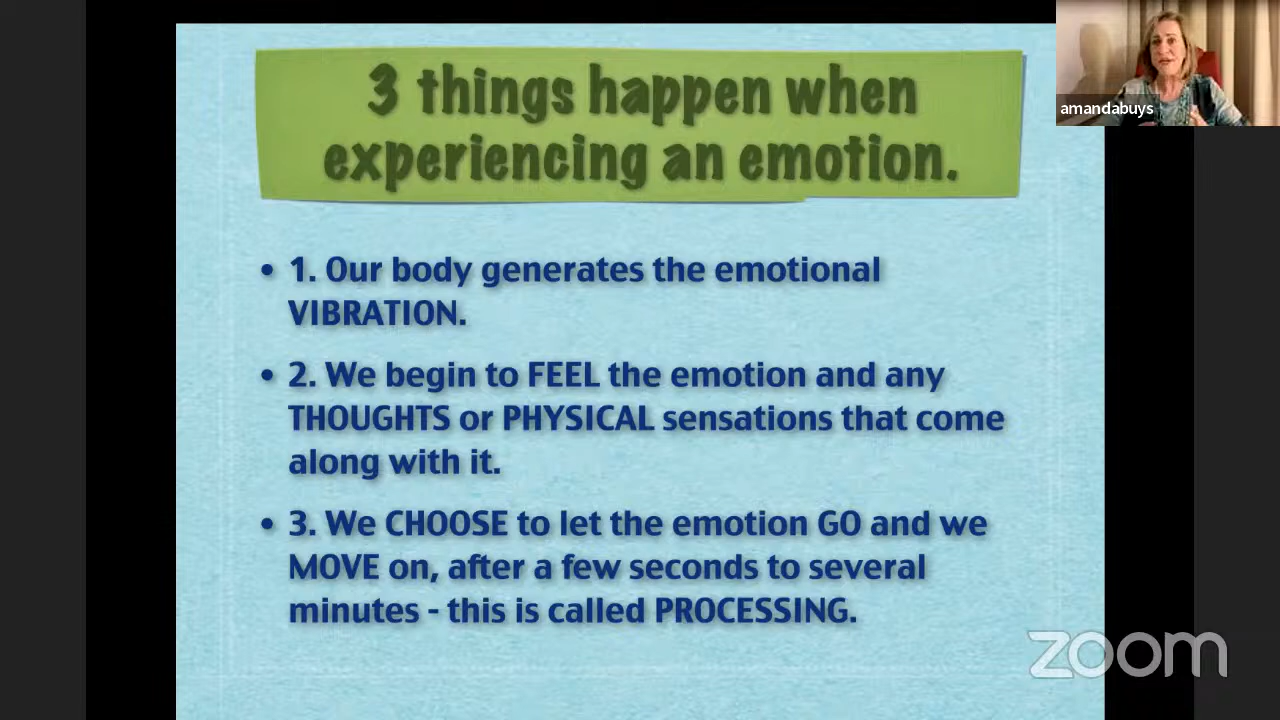 3 things happen when
experiencing an emotion.
amandabuys
• 1. Our body generates the emotional
VIBRATION.
• 2. We begin to FEEL the emotion and any
THOUGHTS or PHYSICAL sensations that come
along with it.
• 3. We CHOOSE to let the emotion GO and we
MOVE on, after a few seconds to several
minutes - this is called PROCESSING.
zoom